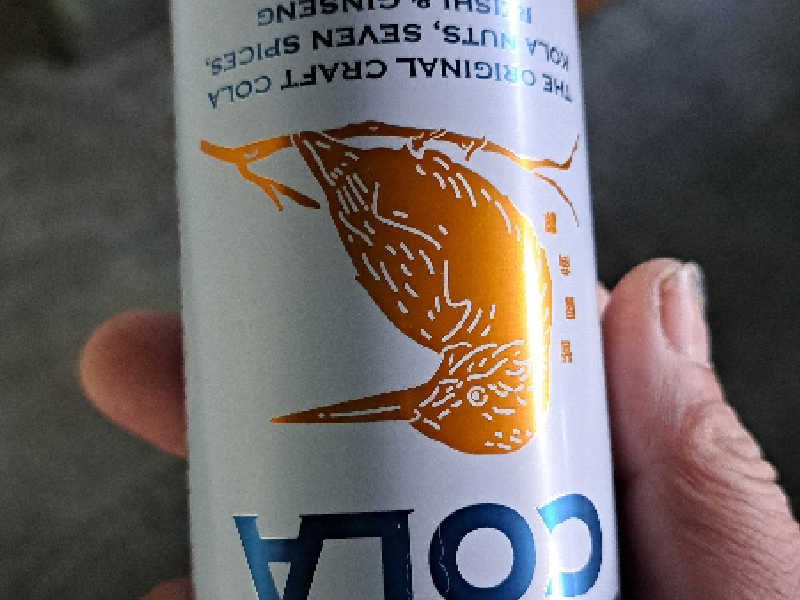 COLA
THE ORIGINAL CRAFT COLA
KOLA NUTS, SEVEN SPICES,
REISHI & GINSENG